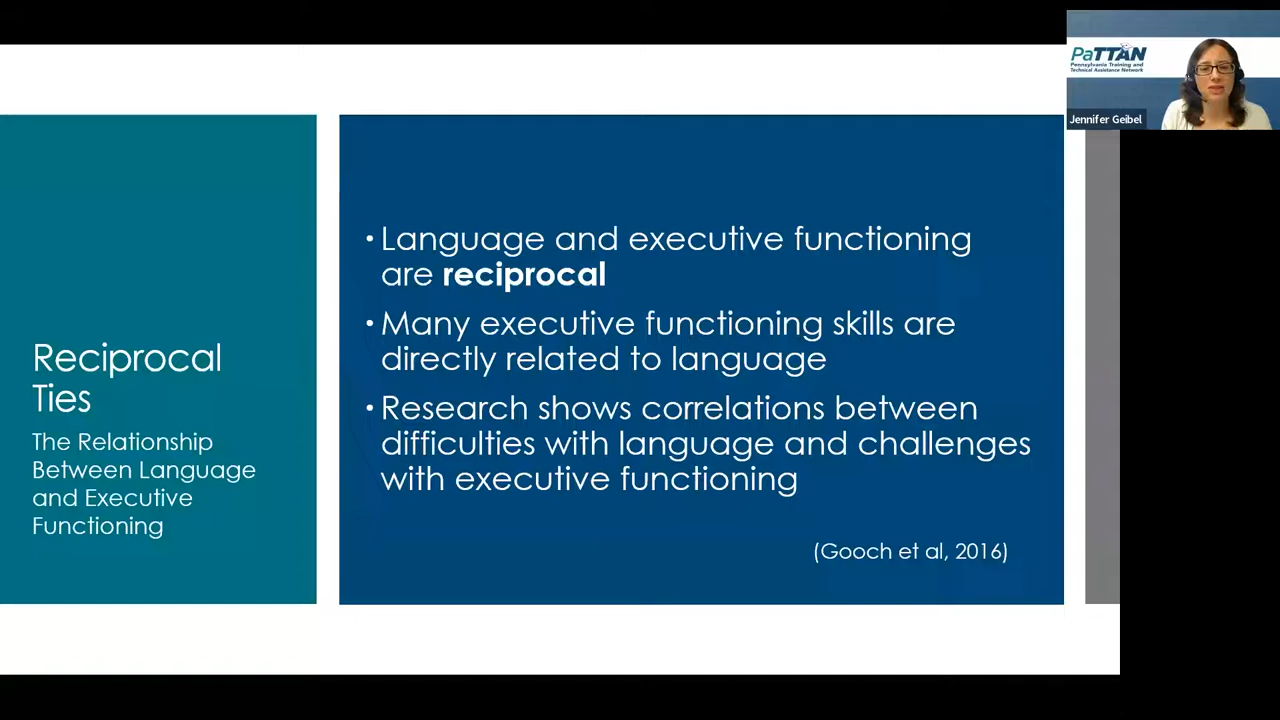 PaTTAN
Pennsylvania Training and
Technical Assistance Network
Jennifer Geibel
Reciprocal
Ties
The Relationship
Between Language
and Executive
Functioning
• Language and executive functioning
are reciprocal
• Many executive functioning skills are
directly related to language
• Research shows correlations between
difficulties with language and challenges
with executive functioning
(Gooch et al, 2016)